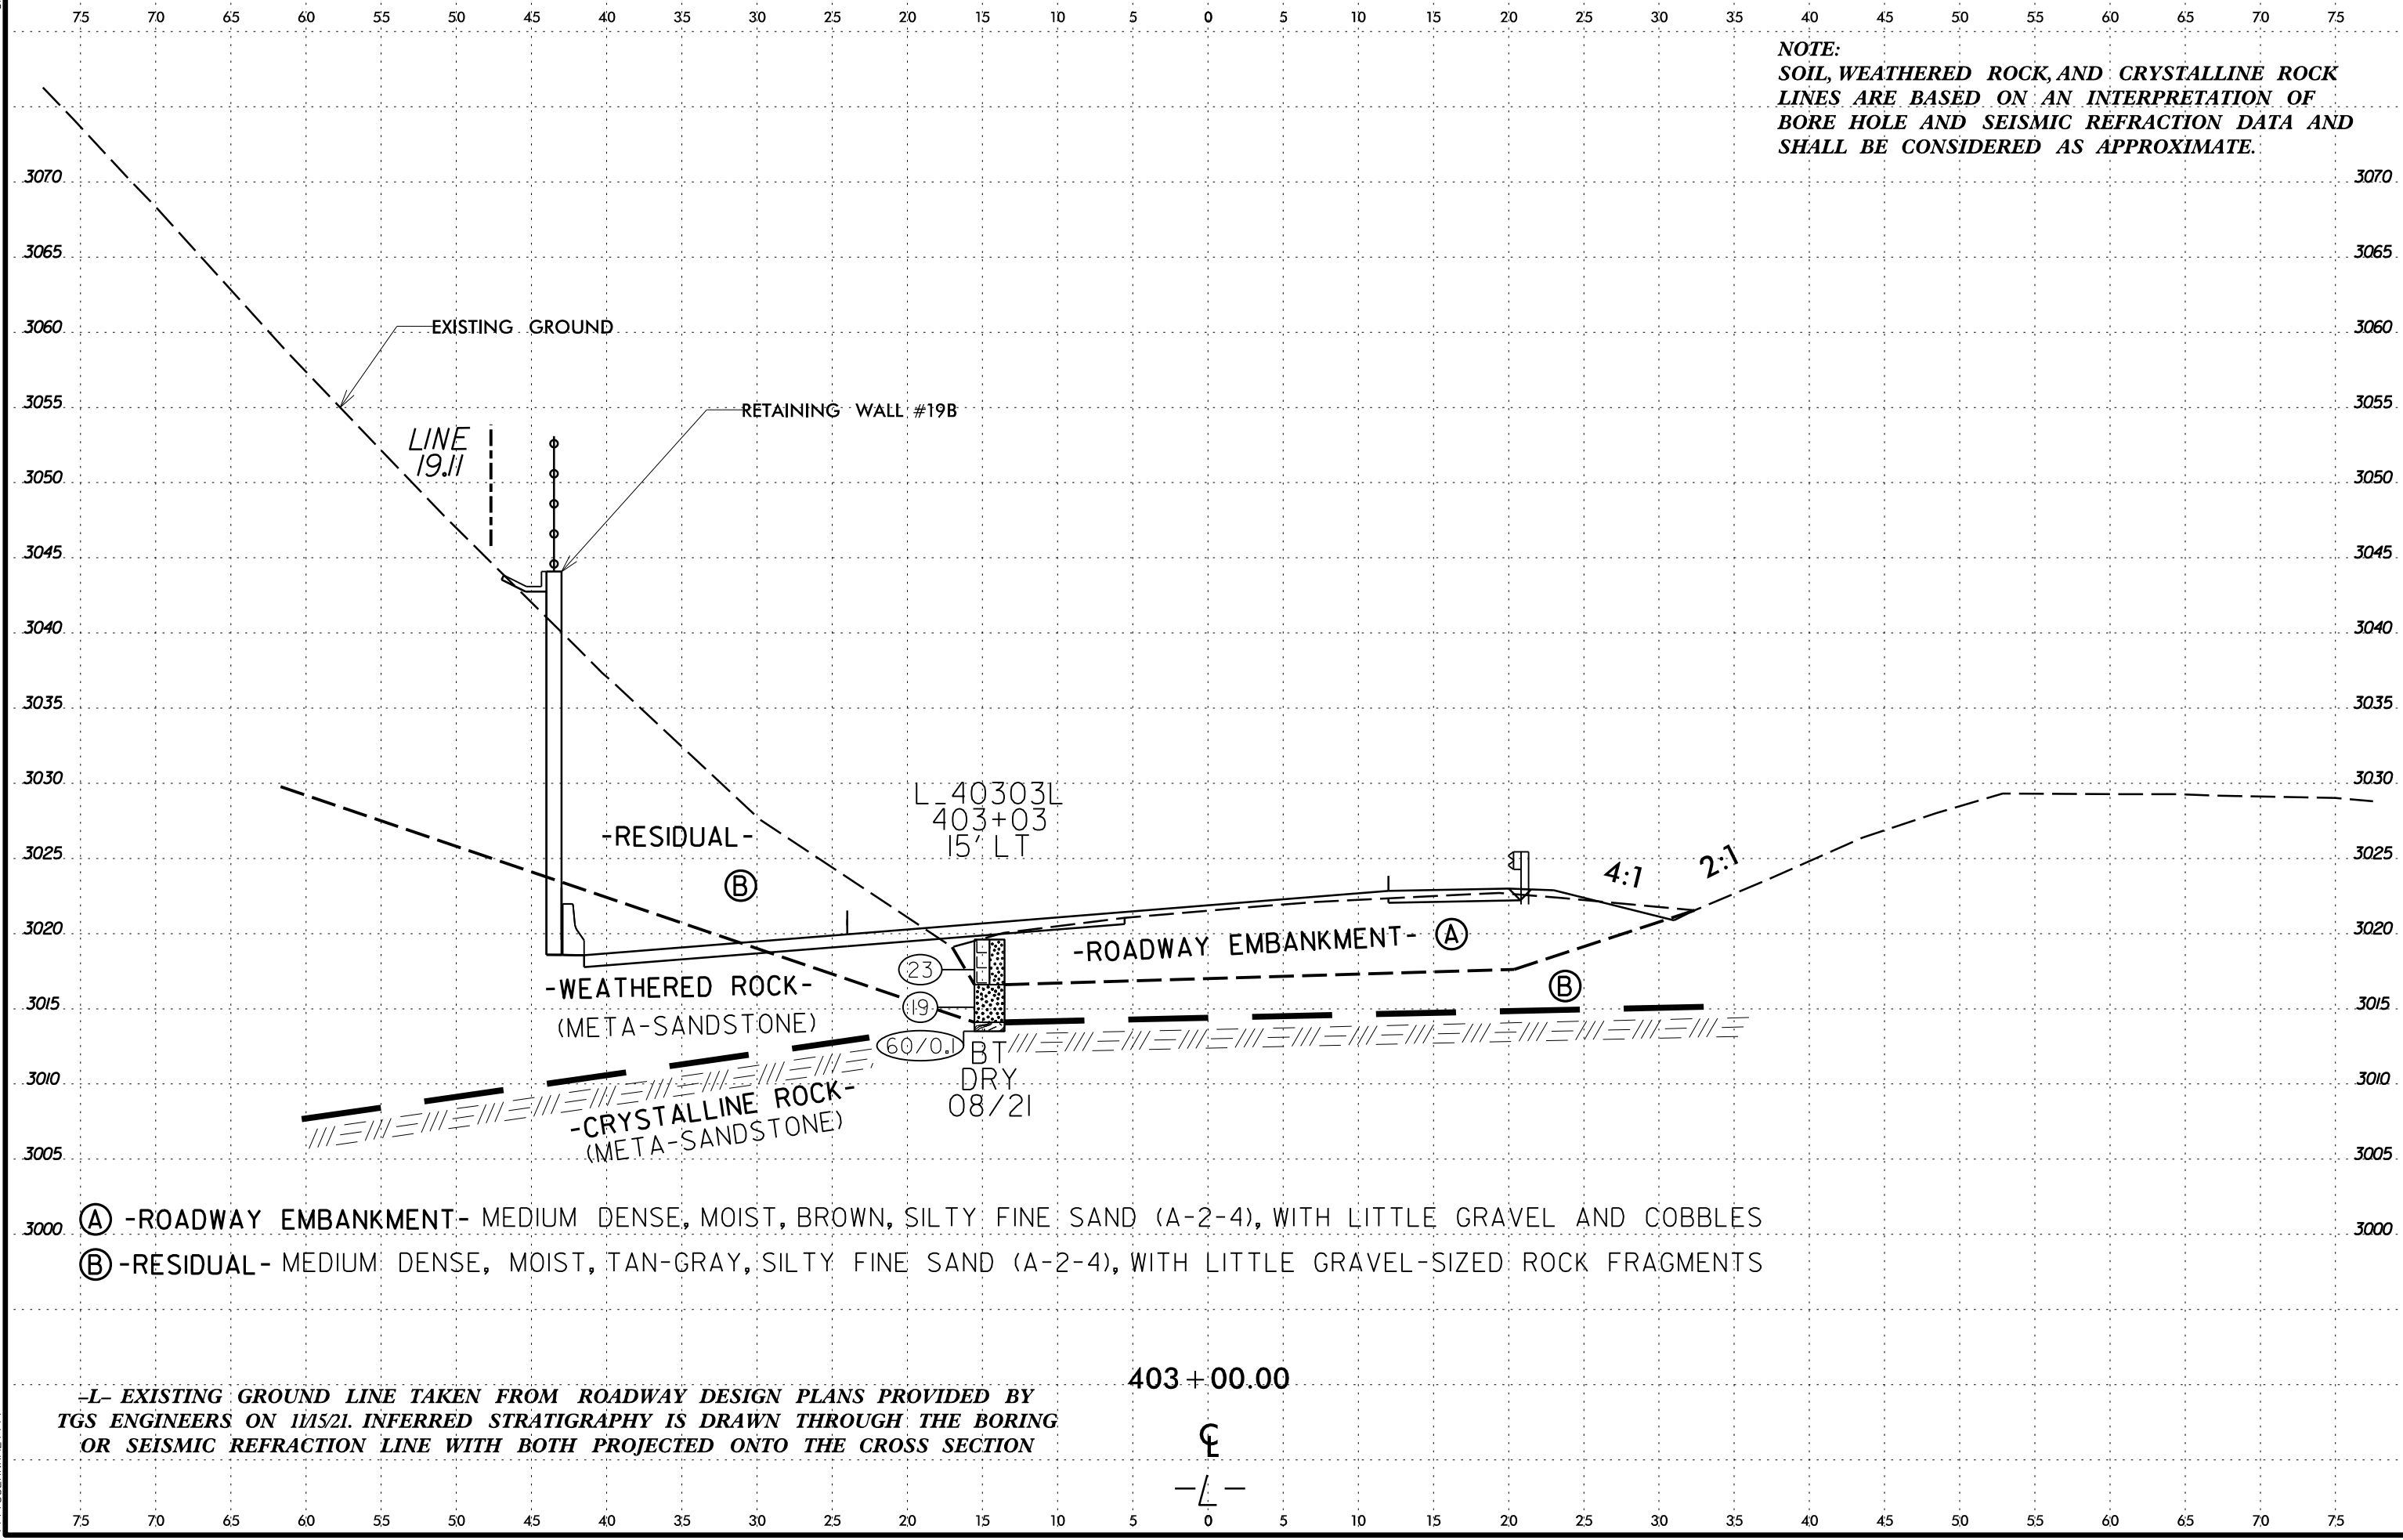 75 70 65 60 55 50 45 40 35 30 25 20 15 10 5 0 5 10 15 20 25 30 35 40 45 50 55 60 65 70 75
NOTE:
SOIL, WEATHERED ROCK, AND CRYSTALLINE ROCK
LINES ARE BASED ON AN INTERPRETATION OF
BORE HOLE AND SEISMIC REFRACTION DATA AND
SHALL BE CONSIDERED AS APPROXIMATE.
3070 3070
3065 3065
3060 EXISTING GROUND 3060
3055 RETAINING WALL #19B 3055
LINE
19.11
3050 3050
3045 3045
3040 3040
3035 3035
3030 3030
L_40303L
403+03
15' LT
-RESIDUAL-
3025 3025
4:1 2:1
B
3020 3020
-ROADWAY EMBANKMENT- A
23
-WEATHERED ROCK-
B
3015 19 3015
(META-SANDSTONE)
60/0.1 BT
DRY
08/21
3010 3010
-CRYSTALLINE ROCK-
(META-SANDSTONE)
3005 3005
A -ROADWAY EMBANKMENT- MEDIUM DENSE, MOIST, BROWN, SILTY FINE SAND (A-2-4), WITH LITTLE GRAVEL AND COBBLES
3000 3000
B -RESIDUAL- MEDIUM DENSE, MOIST, TAN-GRAY, SILTY FINE SAND (A-2-4), WITH LITTLE GRAVEL-SIZED ROCK FRAGMENTS
403+00.00
-L- EXISTING GROUND LINE TAKEN FROM ROADWAY DESIGN PLANS PROVIDED BY
TGS ENGINEERS ON 11/15/21. INFERRED STRATIGRAPHY IS DRAWN THROUGH THE BORING
OR SEISMIC REFRACTION LINE WITH BOTH PROJECTED ONTO THE CROSS SECTION
℄
-L-
75 70 65 60 55 50 45 40 35 30 25 20 15 10 5 0 5 10 15 20 25 30 35 40 45 50 55 60 65 70 75